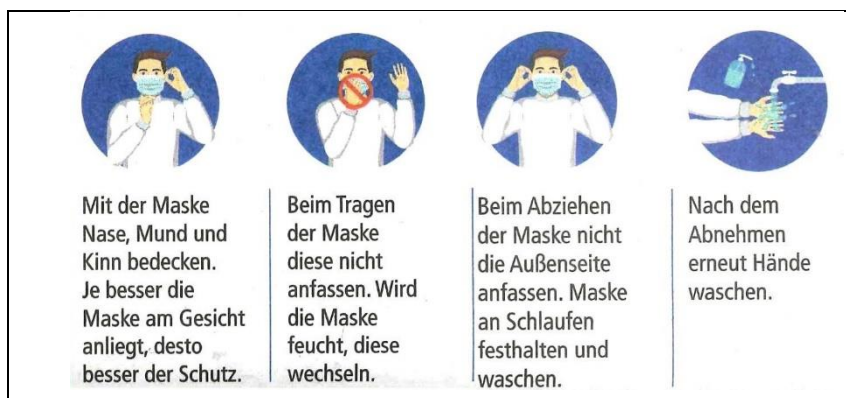 Mit der Maske
Nase, Mund und
Kinn bedecken.
Je besser die
Maske am Gesicht
anliegt, desto
besser der Schutz.
Beim Tragen
der Maske
diese nicht
anfassen. Wird
die Maske
feucht, diese
wechseln.
Beim Abziehen
der Maske nicht
die Außenseite
anfassen. Maske
an Schlaufen
festhalten und
waschen.
Nach dem
Abnehmen
erneut Hände
waschen.